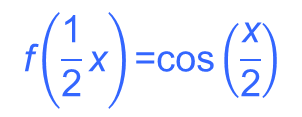 f(1/2 x)=cos(x/2)